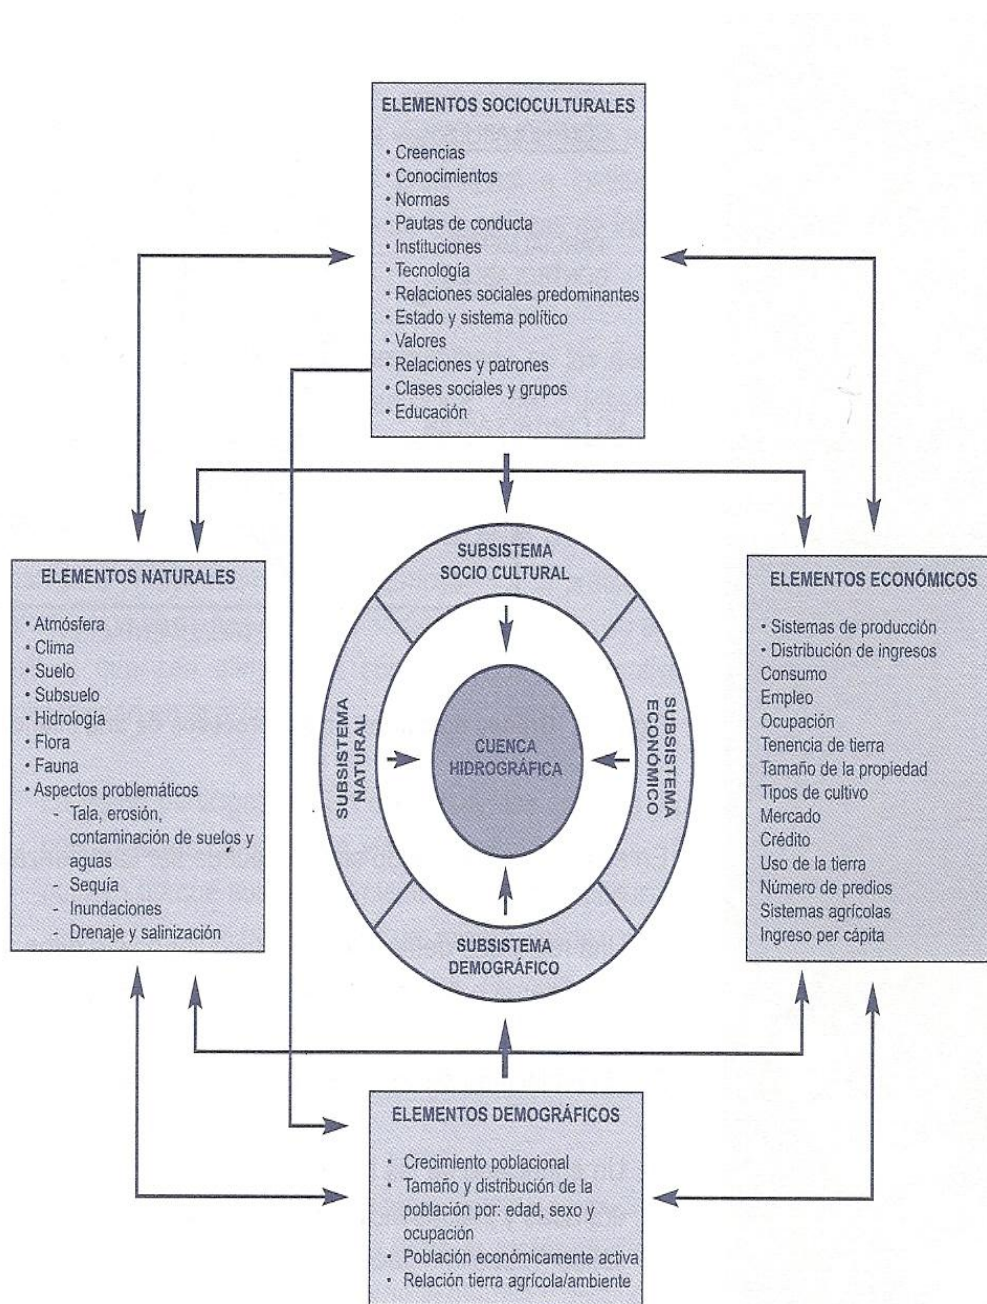 ELEMENTOS SOCIOCULTURALES
• Creencias
• Conocimientos
• Normas
• Pautas de conducta
• Instituciones
• Tecnología
• Relaciones sociales predominantes
• Estado y sistema político
• Valores
• Relaciones y patrones
• Clases sociales y grupos
• Educación
ELEMENTOS NATURALES
• Atmósfera
• Clima
• Suelo
• Subsuelo
• Hidrología
• Flora
• Fauna
• Aspectos problemáticos
- Tala, erosión,
contaminación de suelos y
aguas
- Sequía
- Inundaciones
- Drenaje y salinización
SUBSISTEMA
SOCIO CULTURAL
SUBSISTEMA
NATURAL
CUENCA
HIDROGRÁFICA
SUBSISTEMA
ECONÓMICO
SUBSISTEMA
DEMOGRÁFICO
ELEMENTOS ECONÓMICOS
• Sistemas de producción
• Distribución de ingresos
Consumo
Empleo
Ocupación
Tenencia de tierra
Tamaño de la propiedad
Tipos de cultivo
Mercado
Crédito
Uso de la tierra
Número de predios
Sistemas agrícolas
Ingreso per cápita
ELEMENTOS DEMOGRÁFICOS
• Crecimiento poblacional
• Tamaño y distribución de la
población por: edad, sexo y
ocupación
• Población económicamente activa
• Relación tierra agrícola/ambiente